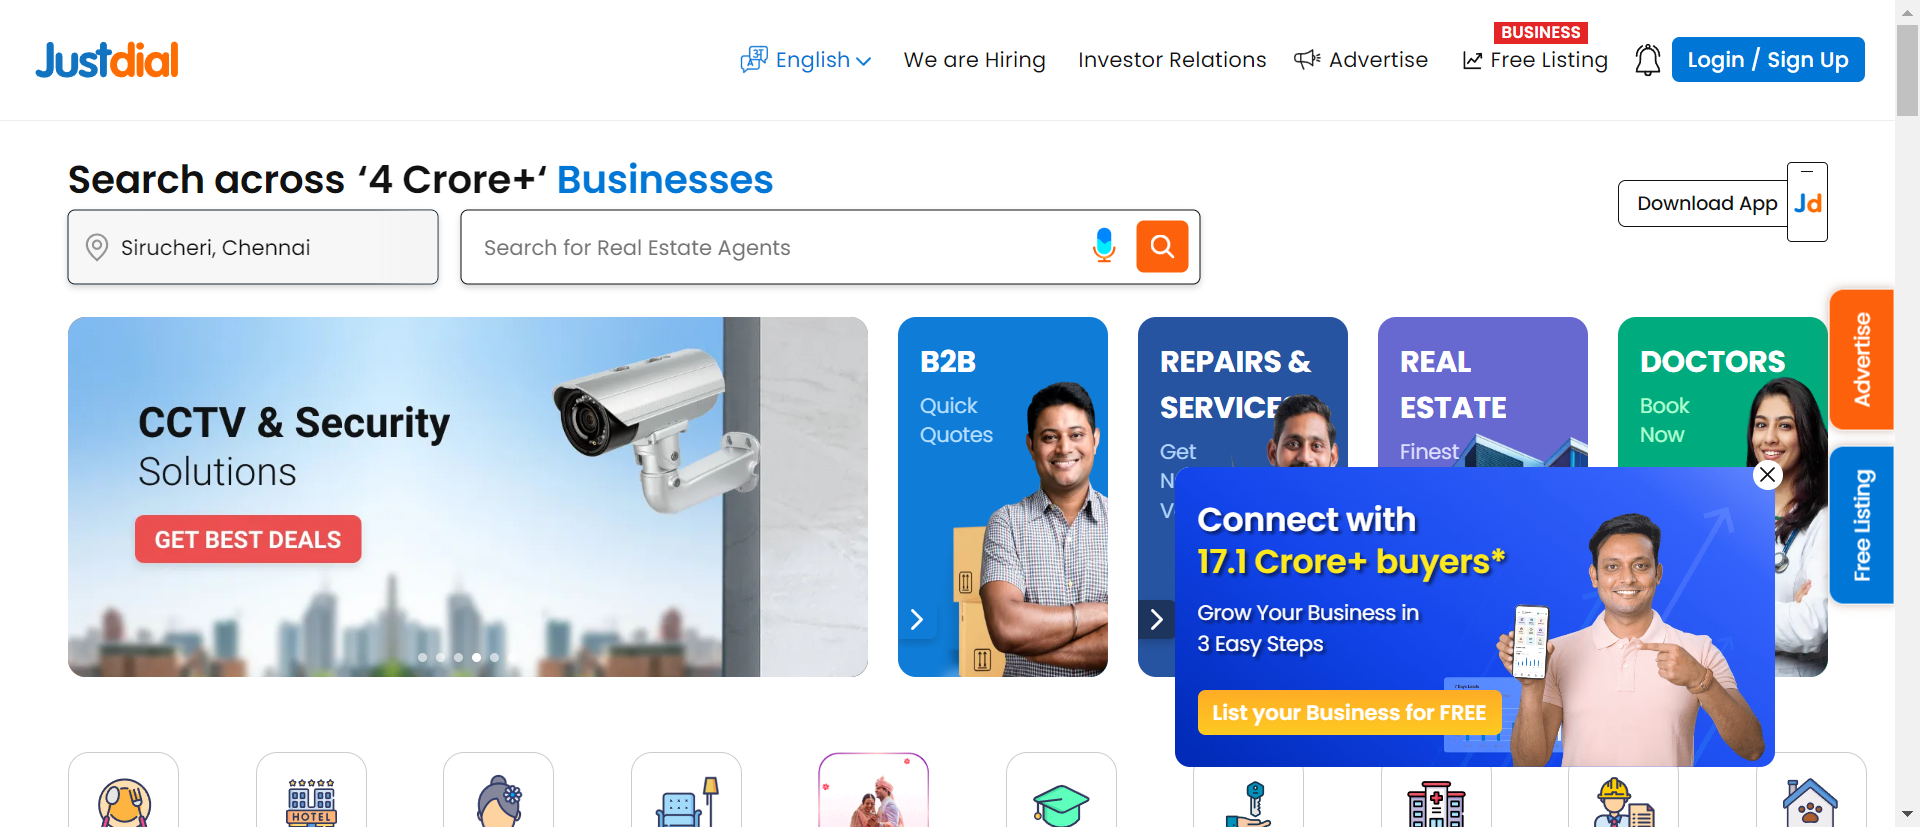 Justdial
English
We are Hiring
Investor Relations
Advertise
BUSINESS
Free Listing
Login / Sign Up
Search across ‘4 Crore+‘ Businesses
Sirucheri, Chennai
Search for Real Estate Agents
Download App
Jd
CCTV & Security
Solutions
GET BEST DEALS
B2B
Quick
Quotes
REPAIRS &
SERVICES
Get
REAL
ESTATE
Finest
DOCTORS
Book
Now
Advertise
Free Listing
Connect with
17.1 Crore+ buyers*
Grow Your Business in
3 Easy Steps
List your Business for FREE
HOTEL